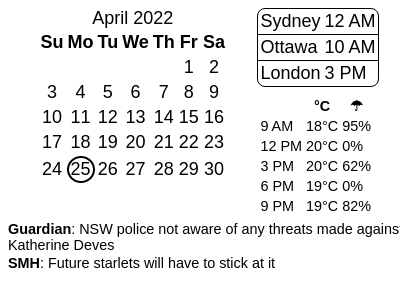 April 2022
Su Mo Tu We Th Fr Sa
1 2
3 4 5 6 7 8 9
10 11 12 13 14 15 16
17 18 19 20 21 22 23
24 25 26 27 28 29 30
Sydney 12 AM
Ottawa 10 AM
London 3 PM
°C ☂
9 AM 18°C 95%
12 PM 20°C 0%
3 PM 20°C 62%
6 PM 19°C 0%
9 PM 19°C 82%
Guardian: NSW police not aware of any threats made against
Katherine Deves
SMH: Future starlets will have to stick at it